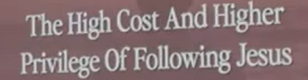 The High Cost And Higher
Privilege Of Following Jesus